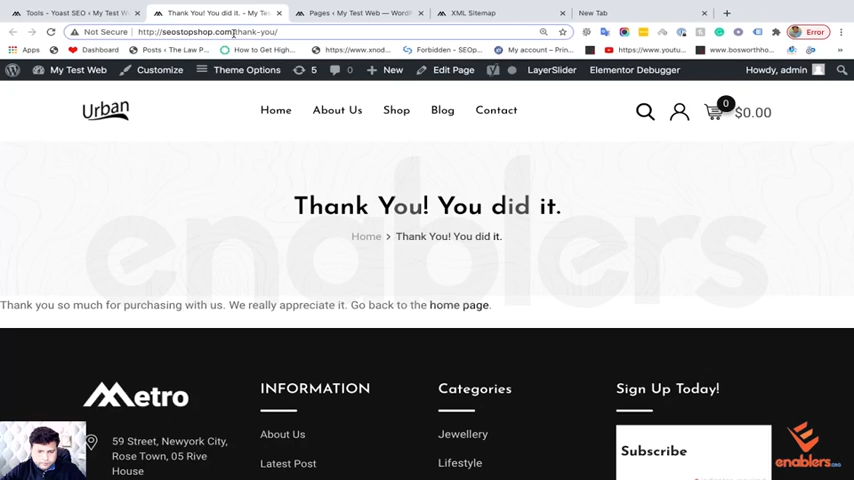 Tools - Yoast SEO ‹ My Test W
Thank You! You did it. - My Tes
Pages ‹ My Test Web — WordP
XML Sitemap
New Tab
Not Secure
http://seostopshop.com/thank-you/
Error
Apps
Dashboard
Posts ‹ The Law P...
How to Get High...
https://www.xnod...
Forbidden - SEOp...
My account – Prin...
https://www.youtu...
www.bosworthho...
My Test Web
Customize
Theme Options
5
0
New
Edit Page
LayerSlider
Elementor Debugger
Howdy, admin
Urban
Home
About Us
Shop
Blog
Contact
0
$0.00
enablers
Thank You! You did it.
Home > Thank You! You did it.
Thank you so much for purchasing with us. We really appreciate it. Go back to the home page.
Metro
INFORMATION
Categories
Sign Up Today!
59 Street, Newyork City,
Rose Town, 05 Rive
House
About Us
Latest Post
Jewellery
Lifestyle
Subscribe
enablers.ORG